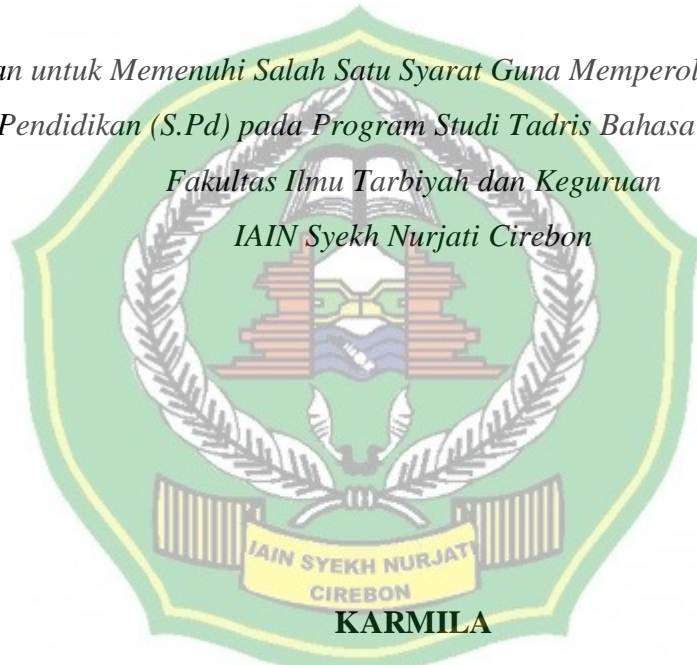 an untuk Memenuhi Salah Satu Syarat Guna Memperol
Pendidikan (S.Pd) pada Program Studi Tadris Bahasa
Fakultas Ilmu Tarbiyah dan Keguruan
IAIN Syekh Nurjati Cirebon
IAIN SYEKH NURJATI
CIREBON
KARMILA